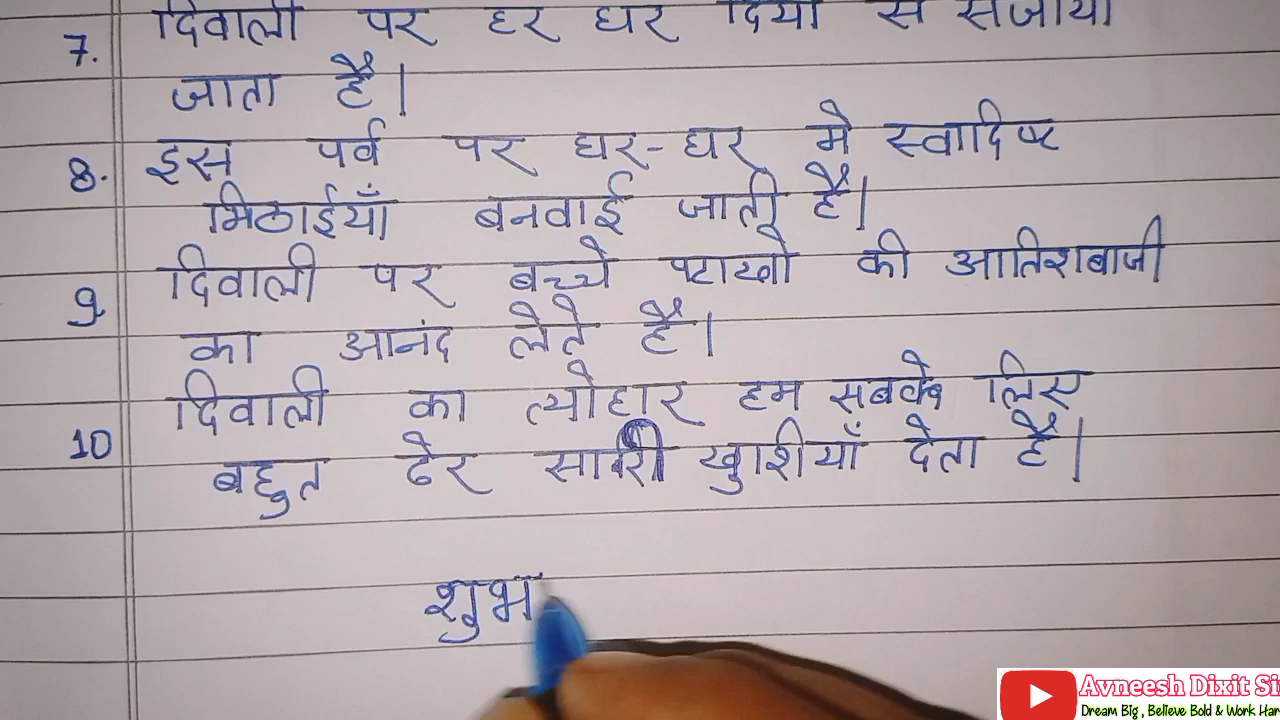 7. दिवाली पर हर घर दियो से सजाया
जाता है।
8. इस पर्व पर घर-घर मे स्वादिष्ट
मिठाईयाँ बनवाई जाती है।
9 दिवाली पर बच्चे पटाखो की आतिशबाजी
का आनंद लेते है।
10 दिवाली का त्योहार हम सबके लिए
बहुत ढेर सारी खुशीयाँ देता है।
शुभ
Avneesh Dixit Si
Dream Big , Believe Bold & Work Har